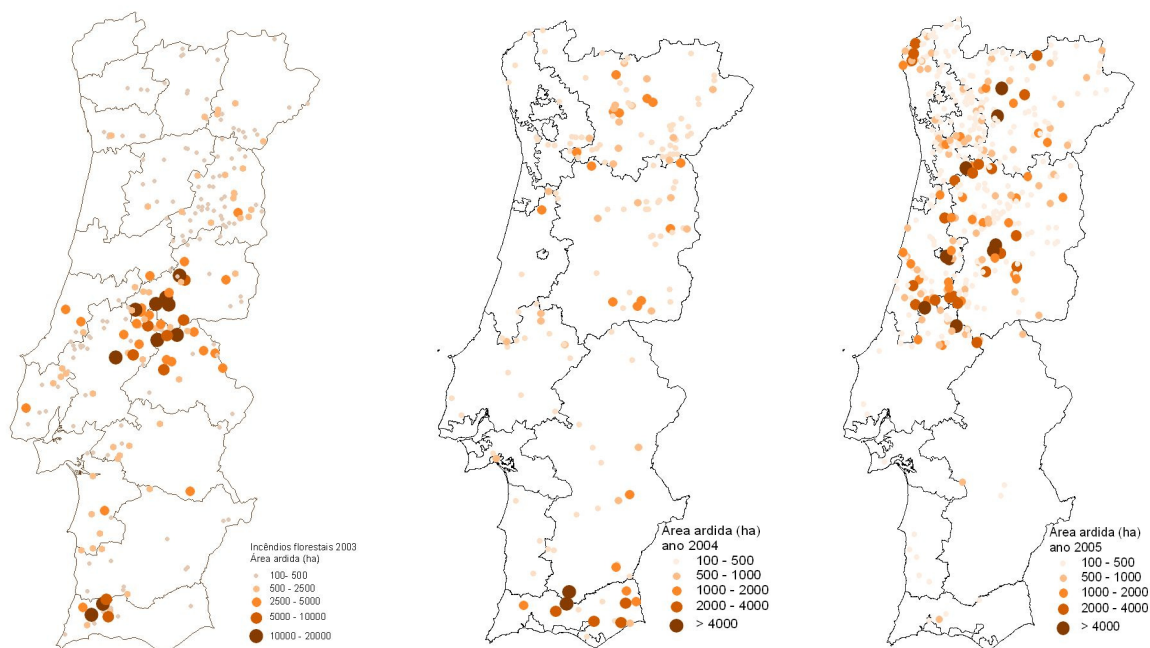 Incêndios florestais 2003
Área ardida (ha)
100- 500
500 - 2500
2500 - 5000
5000 - 10000
10000 - 20000
Área ardida (ha)
ano 2004
100 - 500
500 - 1000
1000 - 2000
2000 - 4000
> 4000
Área ardida (ha)
ano 2005
100 - 500
500 - 1000
1000 - 2000
2000 - 4000
> 4000